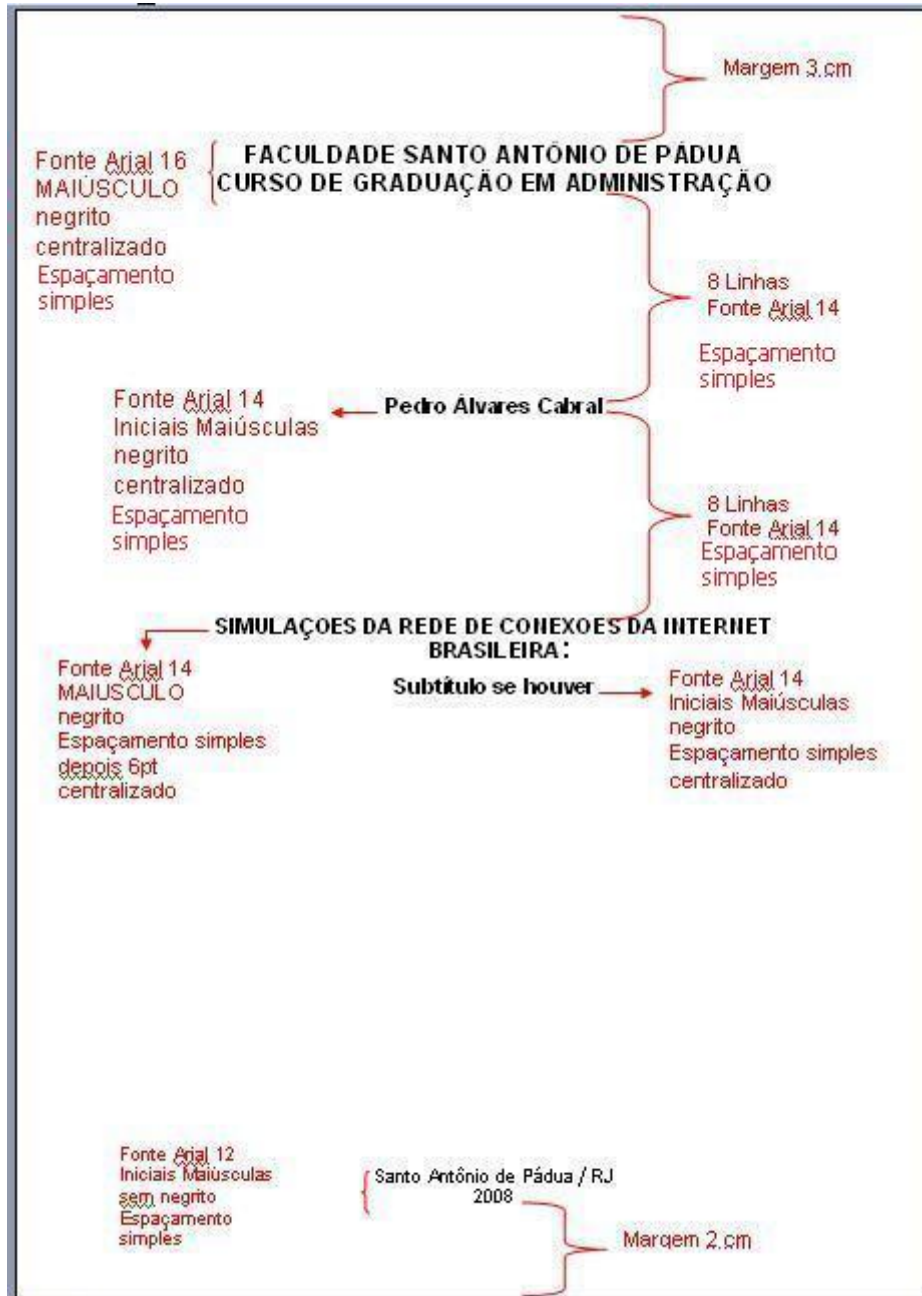 Margem 3.cm
FACULDADE SANTO ANTÔNIO DE PÁDUA
CURSO DE GRADUAÇÃO EM ADMINISTRAÇÃO
Fonte Arial 16
MAIÚSCULO
negrito
centralizado
Espaçamento
simples
8 Linhas
Fonte Arial 14
Espaçamento
simples
Pedro Álvares Cabral
Fonte Arial 14
Iniciais Maiúsculas
negrito
centralizado
Espaçamento
simples
8 Linhas
Fonte Arial 14
Espaçamento
simples
SIMULAÇOES DA REDE DE CONEXOES DA INTERNET
BRASILEIRA:
Fonte Arial 14
MAIUSCULO
negrito
Espaçamento simples
depois 6pt
centralizado
Subtítulo se houver
Fonte Arial 14
Iniciais Maiúsculas
negrito
Espaçamento simples
centralizado
Fonte Arial 12
Iniciais Maiúsculas
sem negrito
Espaçamento
simples
Santo Antônio de Pádua / RJ
2008
Margem 2.cm